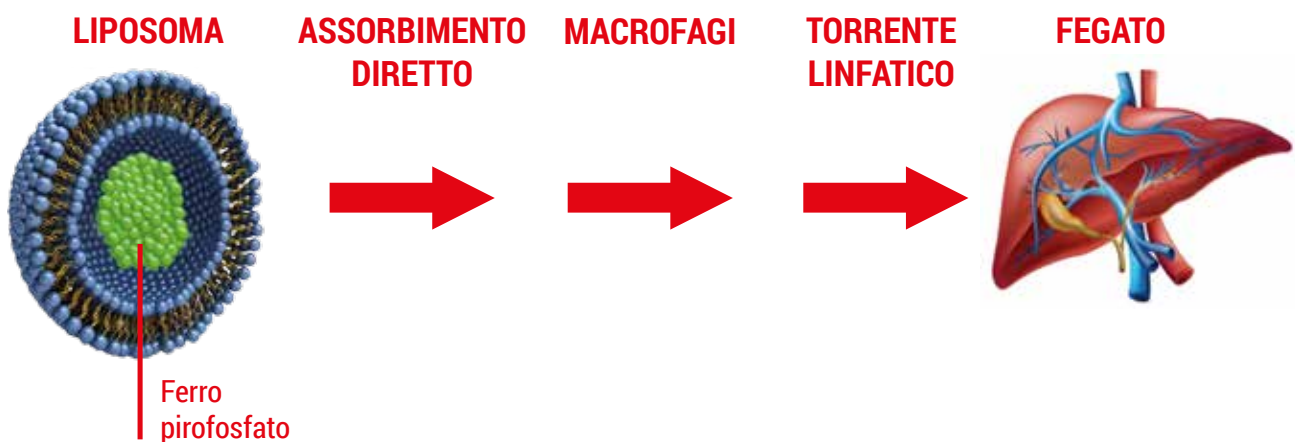 LIPOSOMA
ASSORBIMENTO
DIRETTO
MACROFAGI
TORRENTE
LINFATICO
FEGATO
Ferro
pirofosfato